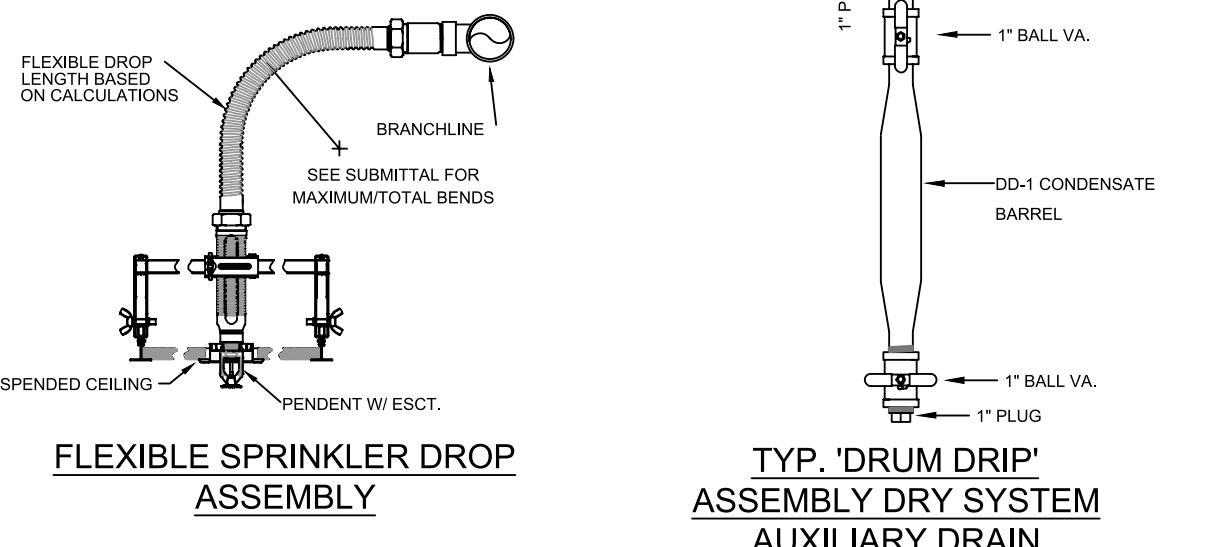 FLEXIBLE DROP
LENGTH BASED
ON CALCULATIONS
BRANCHLINE
SEE SUBMITTAL FOR
MAXIMUM/TOTAL BENDS
SPENDED CEILING
PENDENT W/ ESCT.
FLEXIBLE SPRINKLER DROP
ASSEMBLY
1" P
1" BALL VA.
DD-1 CONDENSATE
BARREL
1" BALL VA.
1" PLUG
TYP. 'DRUM DRIP'
ASSEMBLY DRY SYSTEM
AUXILIARY DRAIN